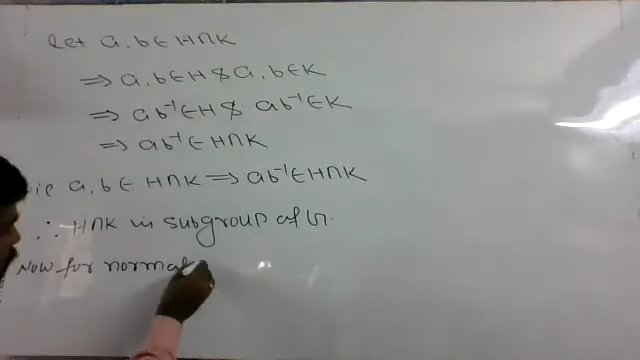 Let a, b ∈ H∩K
⇒ a, b ∈ H & a, b ∈ K
⇒ ab⁻¹ ∈ H & ab⁻¹ ∈ K
⇒ ab⁻¹ ∈ H∩K
ie a, b ∈ H∩K ⇒ ab⁻¹ ∈ H∩K
∴ H∩K is subgroup of G.
Now for normal